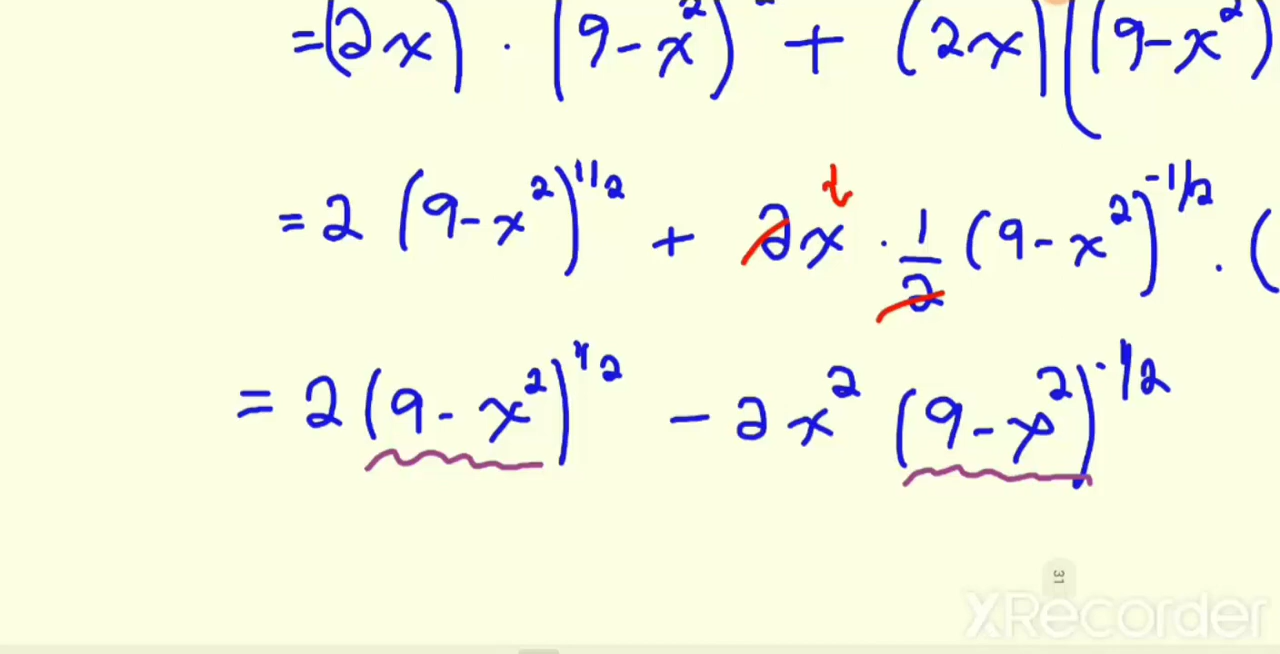 =(2x) · (9-x²) + (2x)((9-x²)
= 2 (9-x²)^1/2 + 2x · 1/2 (9-x²)^-1/2 · (
= 2(9-x²)^1/2 - 2x² (9-x²)^-1/2
31
XRecorder